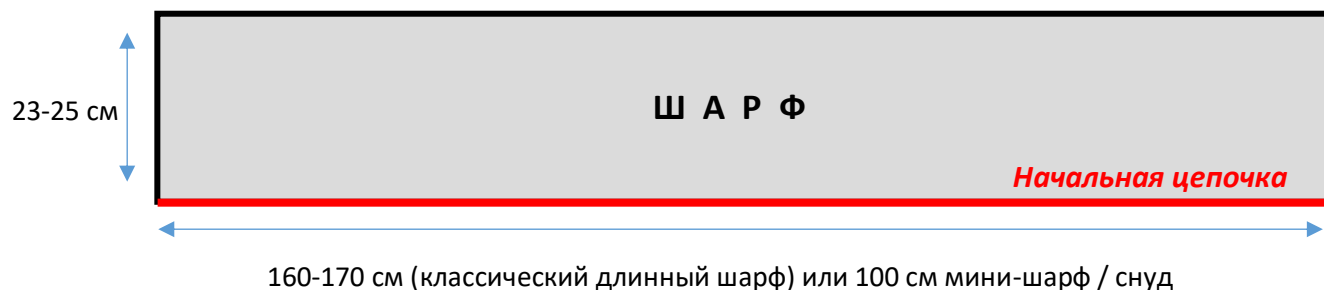 23-25 см
Ш А Р Ф
Начальная цепочка
160-170 см (классический длинный шарф) или 100 см мини-шарф / снуд